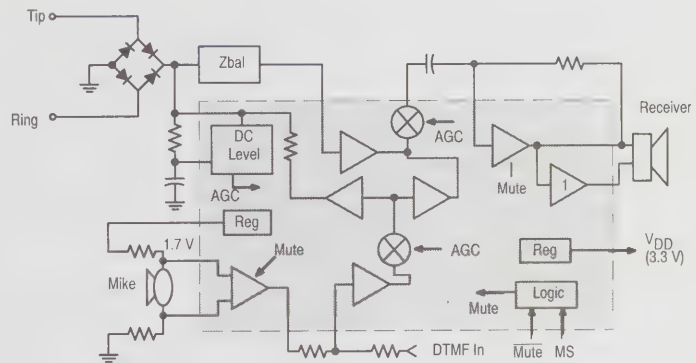 Tip
Zbal
Ring
Receiver
AGC
DC
Level
Mute
1
AGC
Reg
1.7 V
Mute
AGC
Reg
VDD
(3.3 V)
Mike
Mute
Logic
DTMF In
Mute
MS